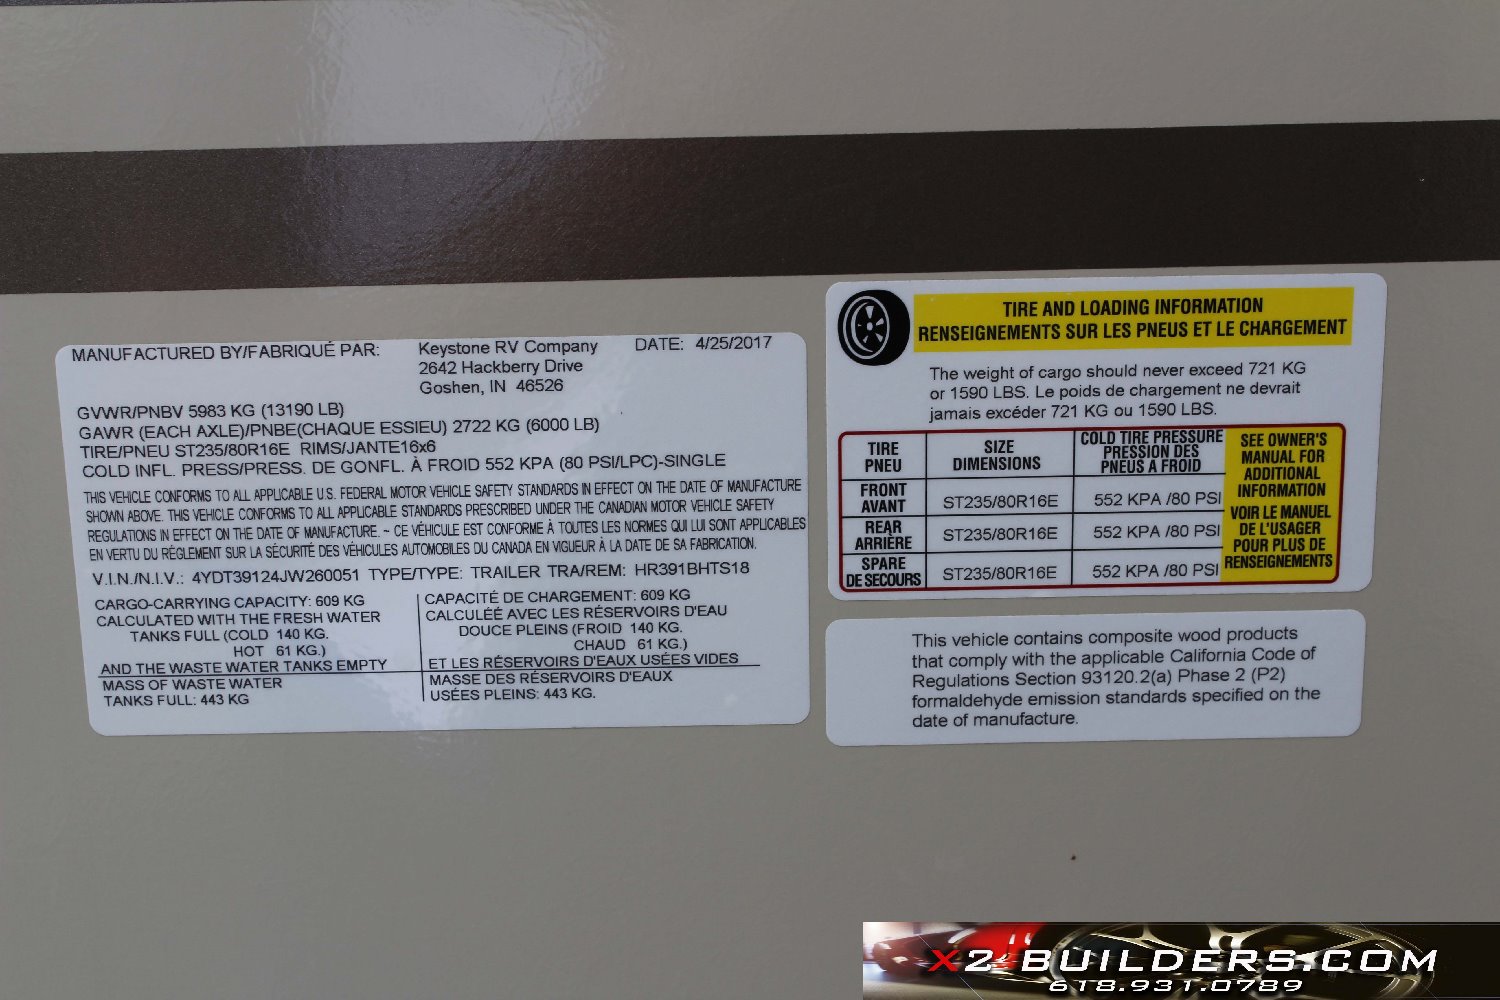 MANUFACTURED BY/FABRIQUÉ PAR: Keystone RV Company DATE: 4/25/2017
2642 Hackberry Drive
Goshen, IN 46526
GVWR/PNBV 5983 KG (13190 LB)
GAWR (EACH AXLE)/PNBE(CHAQUE ESSIEU) 2722 KG (6000 LB)
TIRE/PNEU ST235/80R16E RIMS/JANTE16x6
COLD INFL. PRESS/PRESS. DE GONFL. À FROID 552 KPA (80 PSI/LPC)-SINGLE
THIS VEHICLE CONFORMS TO ALL APPLICABLE U.S. FEDERAL MOTOR VEHICLE SAFETY STANDARDS IN EFFECT ON THE DATE OF MANUFACTURE
SHOWN ABOVE. THIS VEHICLE CONFORMS TO ALL APPLICABLE STANDARDS PRESCRIBED UNDER THE CANADIAN MOTOR VEHICLE SAFETY
REGULATIONS IN EFFECT ON THE DATE OF MANUFACTURE. ~ CE VÉHICULE EST CONFORME À TOUTES LES NORMES QUI LUI SONT APPLICABLES
EN VERTU DU RÉGLEMENT SUR LA SÉCURITÉ DES VÉHICULES AUTOMOBILES DU CANADA EN VIGUEUR À LA DATE DE SA FABRICATION.
V.I.N./N.I.V.: 4YDT39124JW260051 TYPE/TYPE: TRAILER TRA/REM: HR391BHTS18
CARGO-CARRYING CAPACITY: 609 KG
CALCULATED WITH THE FRESH WATER
TANKS FULL (COLD 140 KG.
HOT 61 KG.)
AND THE WASTE WATER TANKS EMPTY
MASS OF WASTE WATER
TANKS FULL: 443 KG
CAPACITÉ DE CHARGEMENT: 609 KG
CALCULÉE AVEC LES RÉSERVOIRS D'EAU
DOUCE PLEINS (FROID 140 KG.
CHAUD 61 KG.)
ET LES RÉSERVOIRS D'EAUX USÉES VIDES
MASSE DES RÉSERVOIRS D'EAUX
USÉES PLEINS: 443 KG.
TIRE AND LOADING INFORMATION
RENSEIGNEMENTS SUR LES PNEUS ET LE CHARGEMENT
The weight of cargo should never exceed 721 KG
or 1590 LBS. Le poids de chargement ne devrait
jamais excéder 721 KG ou 1590 LBS.
TIRE
PNEU
SIZE
DIMENSIONS
COLD TIRE PRESSURE
PRESSION DES
PNEUS A FROID
FRONT
AVANT
ST235/80R16E
552 KPA /80 PSI
REAR
ARRIÈRE
ST235/80R16E
552 KPA /80 PSI
SPARE
DE SECOURS
ST235/80R16E
552 KPA /80 PSI
SEE OWNER'S
MANUAL FOR
ADDITIONAL
INFORMATION
VOIR LE MANUEL
DE L'USAGER
POUR PLUS DE
RENSEIGNEMENTS
This vehicle contains composite wood products
that comply with the applicable California Code of
Regulations Section 93120.2(a) Phase 2 (P2)
formaldehyde emission standards specified on the
date of manufacture.
X2-BUILDERS.COM
618.931.0789